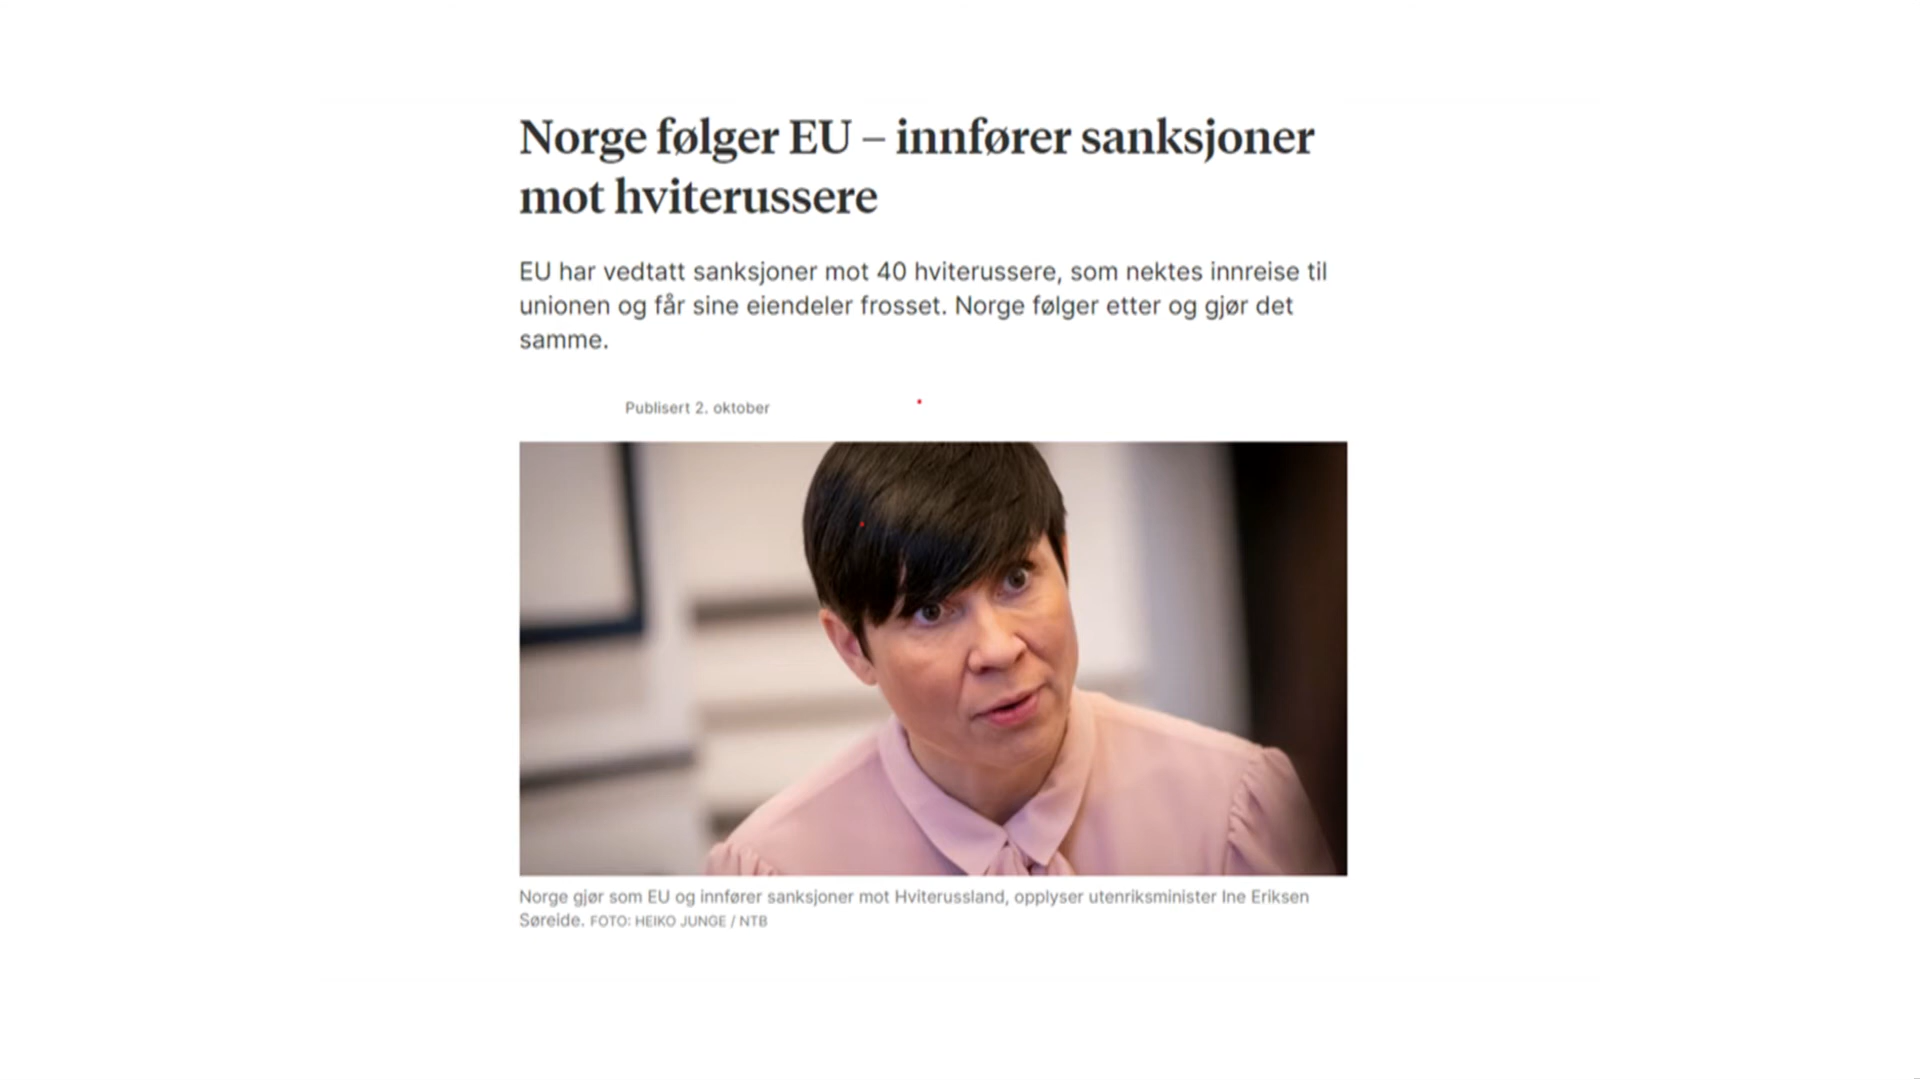 Norge følger EU – innfører sanksjoner
mot hviterussere
EU har vedtatt sanksjoner mot 40 hviterussere, som nektes innreise til
unionen og får sine eiendeler frosset. Norge følger etter og gjør det
samme.
Publisert 2. oktober
Norge gjør som EU og innfører sanksjoner mot Hviterussland, opplyser utenriksminister Ine Eriksen
Søreide. FOTO: HEIKO JUNGE / NTB